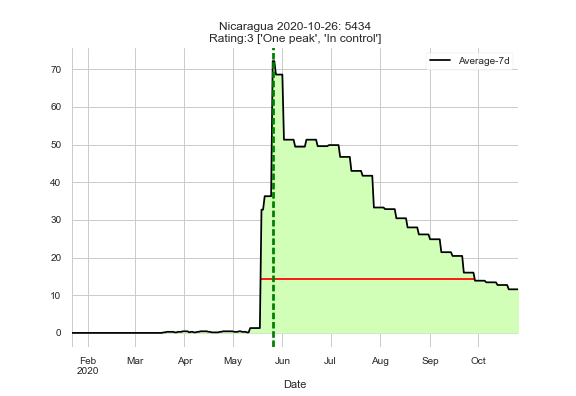 Nicaragua 2020-10-26: 5434
Rating:3 ['One peak', 'In control']
Average-7d
70
60
50
40
30
20
10
0
Feb
2020
Mar
Apr
May
Jun
Jul
Aug
Sep
Oct
Date